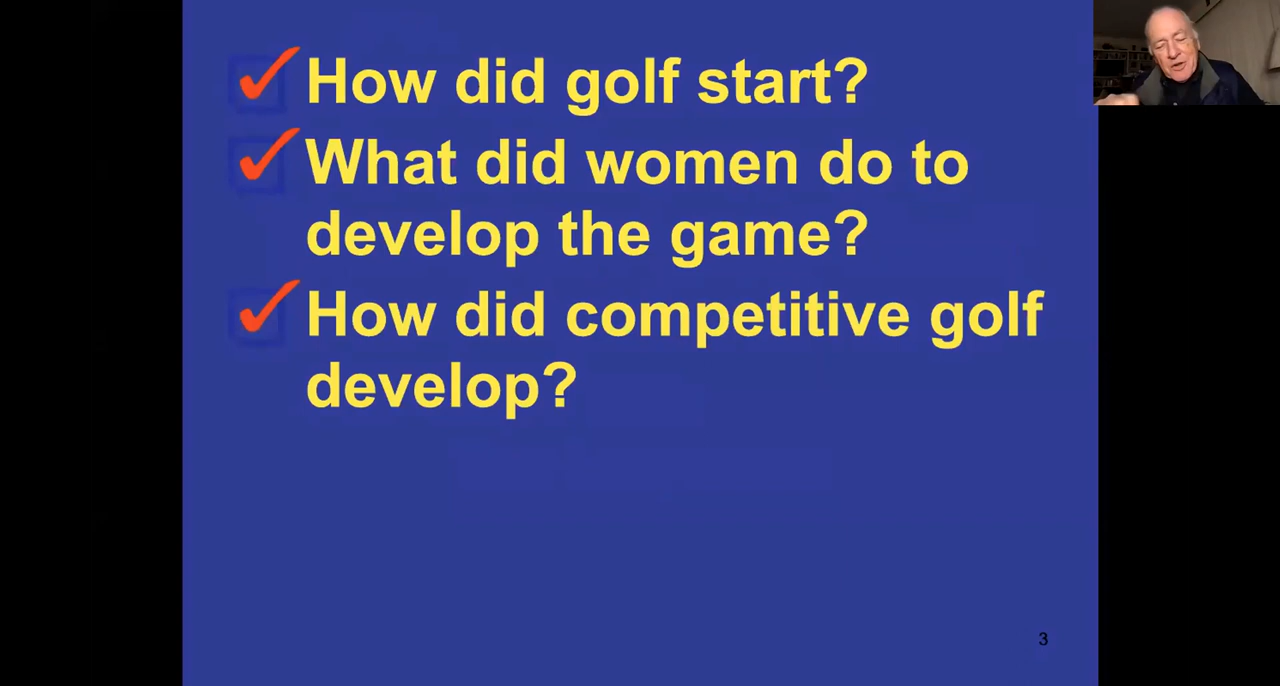 How did golf start?
What did women do to
develop the game?
How did competitive golf
develop?
3